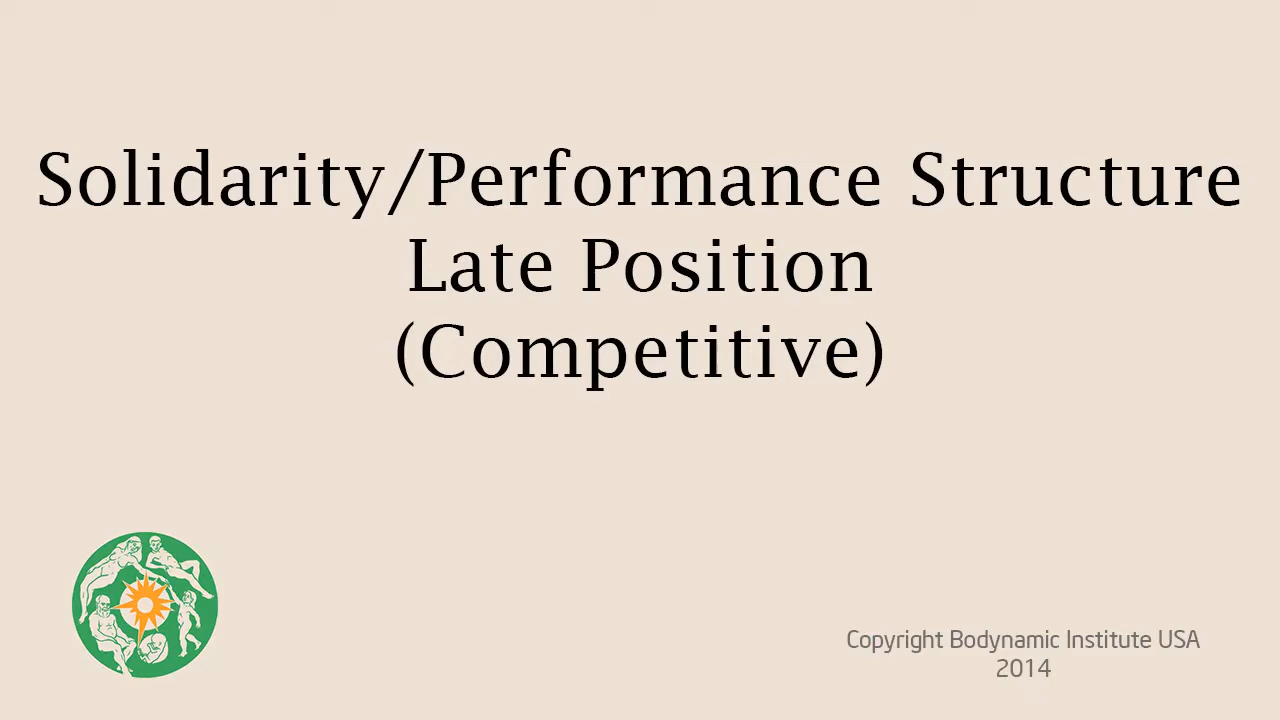 Solidarity/Performance Structure
Late Position
(Competitive)
Copyright Bodynamic Institute USA
2014